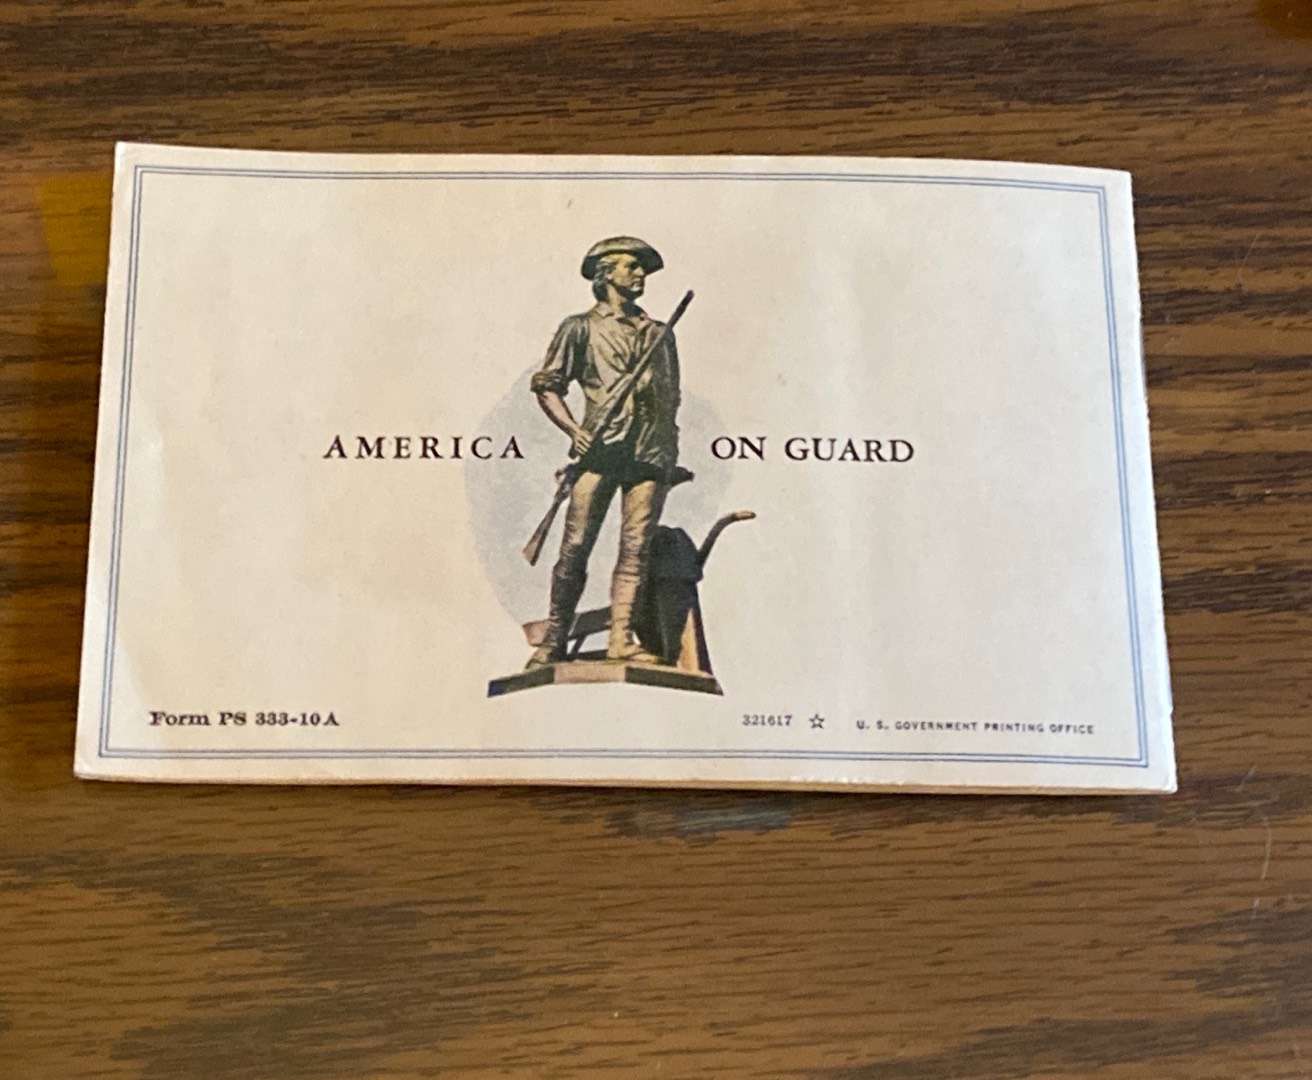 AMERICA ON GUARD
Form PS 333-10A
321617 ☆ U. S. GOVERNMENT PRINTING OFFICE